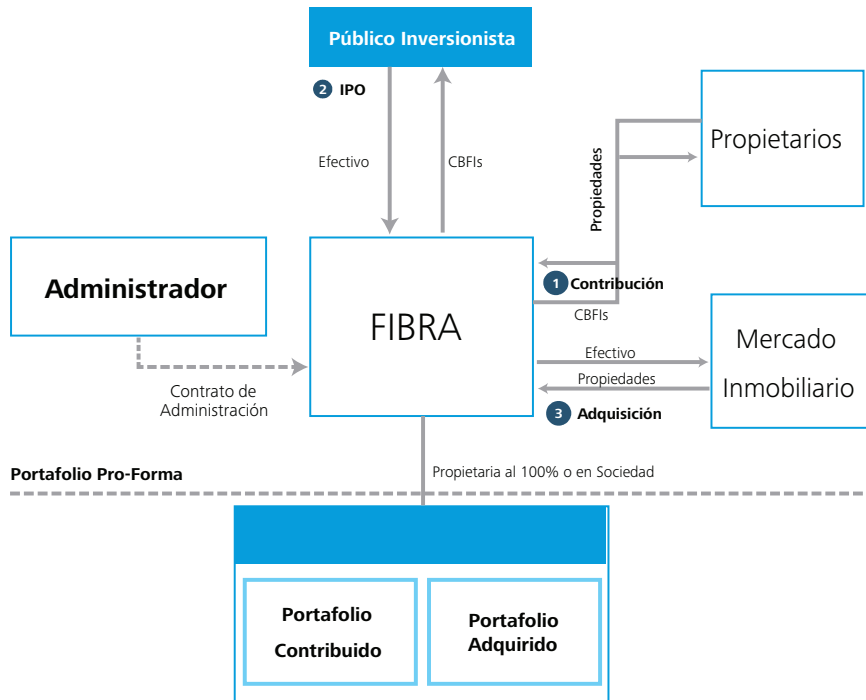 Público Inversionista
2 IPO
Efectivo
CBFIs
Propiedades
Propietarios
Administrador
FIBRA
1 Contribución
CBFIs
Mercado
Inmobiliario
Efectivo
Propiedades
3 Adquisición
Contrato de
Administración
Portafolio Pro-Forma
Propietaria al 100% o en Sociedad
Portafolio
Contribuido
Portafolio
Adquirido